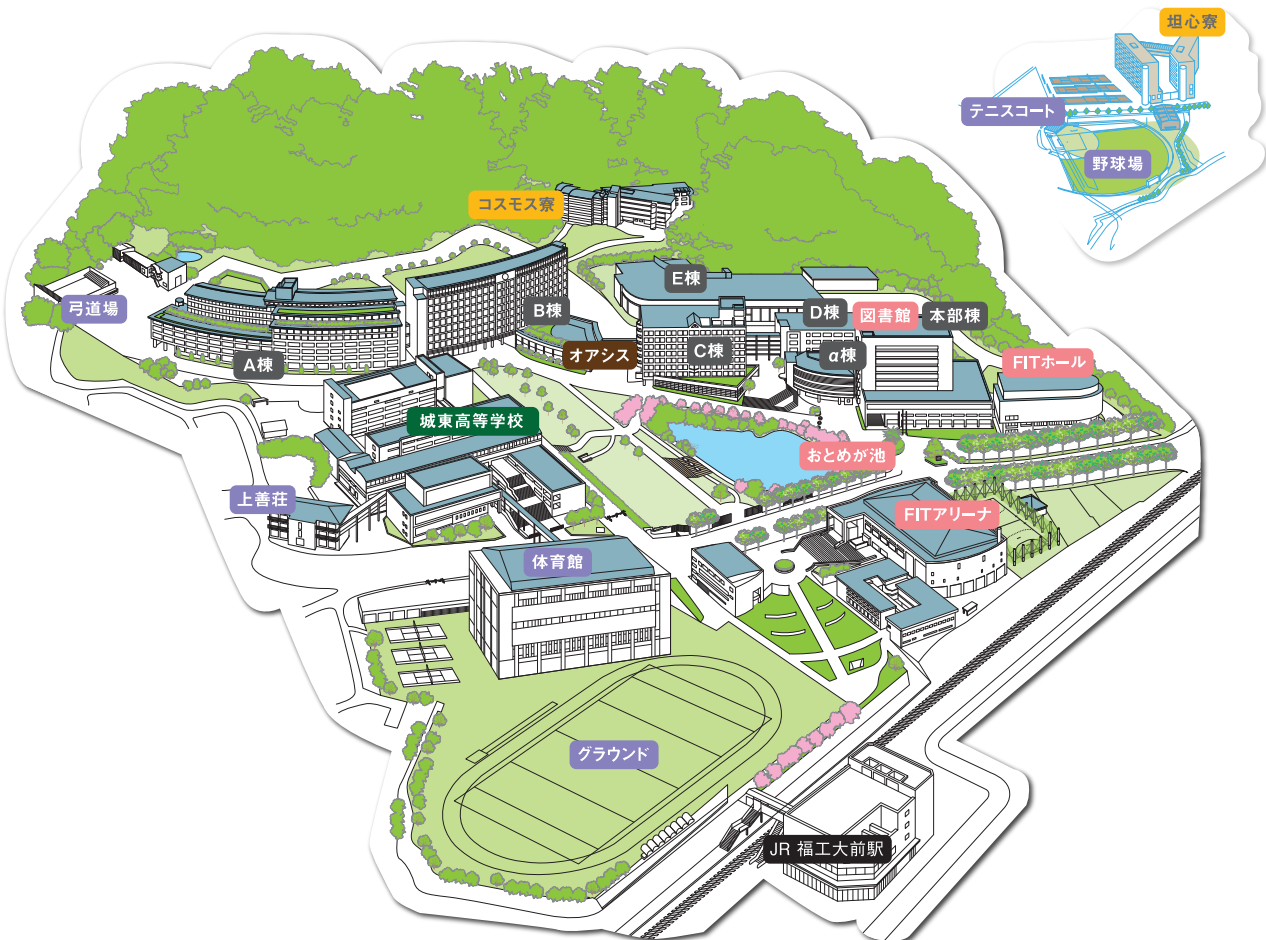 坦心寮
テニスコート
野球場
コスモス寮
E棟
弓道場
B棟
D棟
図書館
本部棟
オアシス
C棟
α棟
A棟
FITホール
城東高等学校
おとめが池
上善荘
FITアリーナ
体育館
グラウンド
JR 福工大前駅